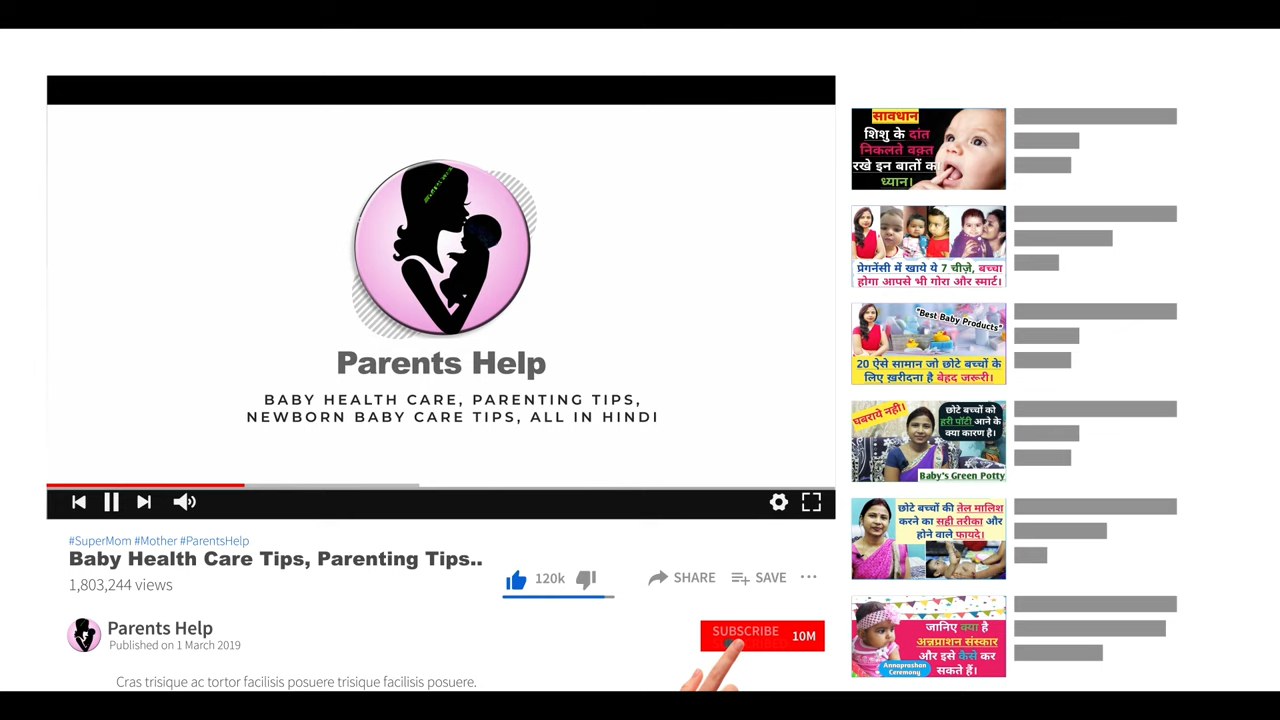 Parents Help
BABY HEALTH CARE, PARENTING TIPS,
NEWBORN BABY CARE TIPS, ALL IN HINDI
#SuperMom #Mother #ParentsHelp
Baby Health Care Tips, Parenting Tips..
1,803,244 views
120k
SHARE
SAVE
Parents Help
Published on 1 March 2019
SUBSCRIBE
10M
Cras trisique ac tortor facilisis posuere trisique facilisis posuere.
सावधान
शिशु के दांत
निकलते वक़्त
रखे इन बातों का
ध्यान।
प्रेगनेंसी में खाये ये 7 चीज़े, बच्चा
होगा आपसे भी गोरा और स्मार्ट।
"Best Baby Products"
20 ऐसे सामान जो छोटे बच्चों के
लिए ख़रीदना है बेहद जरूरी।
घबराये नही।
छोटे बच्चों को
हरी पॉटी आने के
क्या कारण है।
Baby's Green Potty
छोटे बच्चों की तेल मालिश
करने का सही तरीका और
होने वाले फायदे।
जानिए क्या है
अन्नप्राशन संस्कार
और इसे कैसे कर
सकते हैं।
Annaprashan
Ceremony